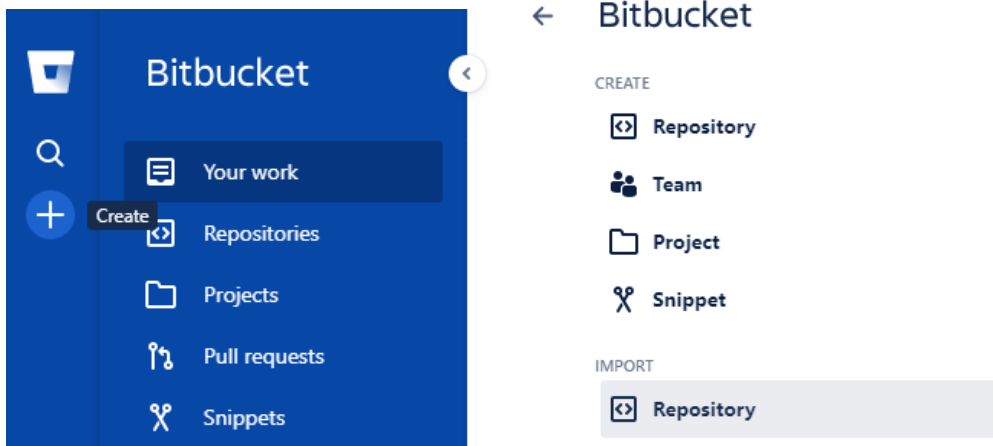 Bitbucket
Your work
Create
Repositories
Projects
Pull requests
Snippets
Bitbucket
CREATE
Repository
Team
Project
Snippet
IMPORT
Repository